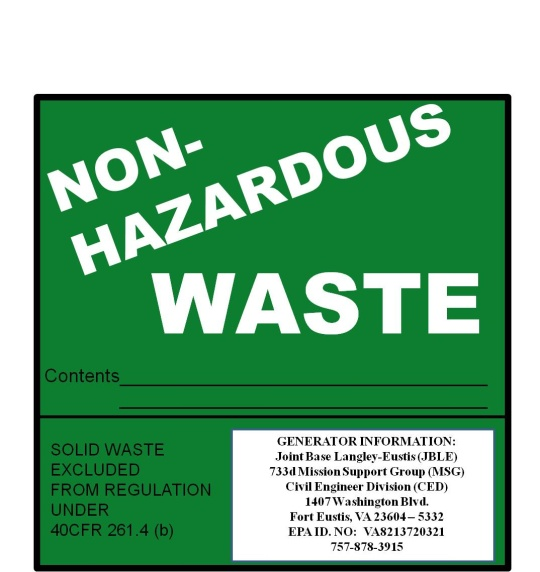 NON-
HAZARDOUS
WASTE
Contents
SOLID WASTE
EXCLUDED
FROM REGULATION
UNDER
40CFR 261.4 (b)
GENERATOR INFORMATION:
Joint Base Langley-Eustis (JBLE)
733d Mission Support Group (MSG)
Civil Engineer Division (CED)
1407 Washington Blvd.
Fort Eustis, VA 23604 – 5332
EPA ID. NO: VA8213720321
757-878-3915